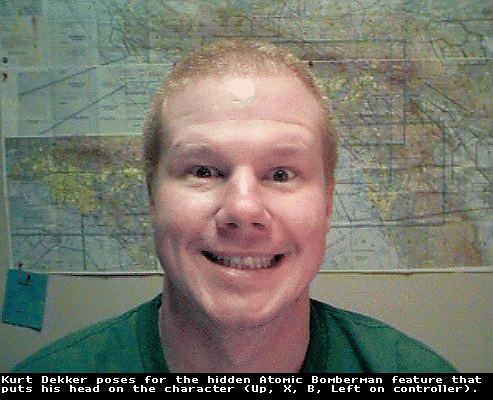 Kurt Dekker poses for the hidden Atomic Bomberman feature that
puts his head on the character (Up, X, B, Left on controller).